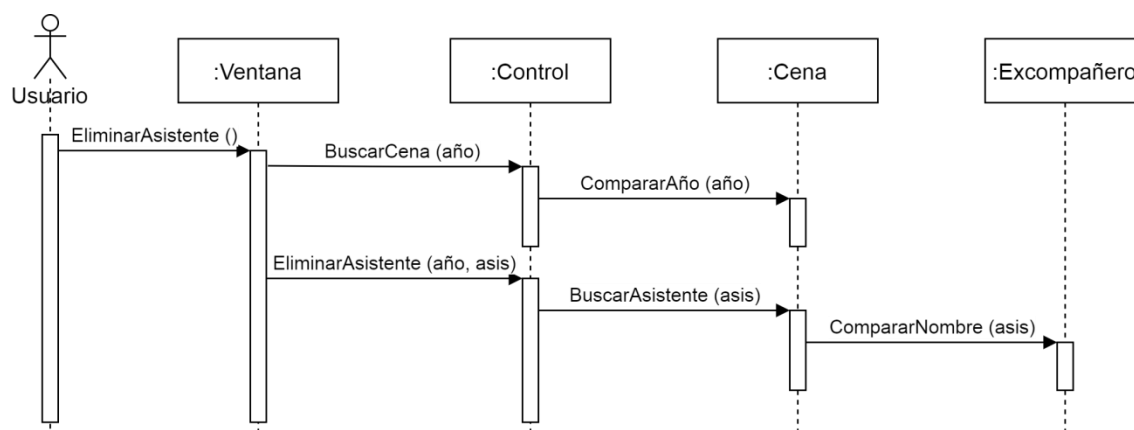 Usuario
:Ventana
:Control
:Cena
:Excompañero
EliminarAsistente ()
BuscarCena (año)
CompararAño (año)
EliminarAsistente (año, asis)
BuscarAsistente (asis)
CompararNombre (asis)